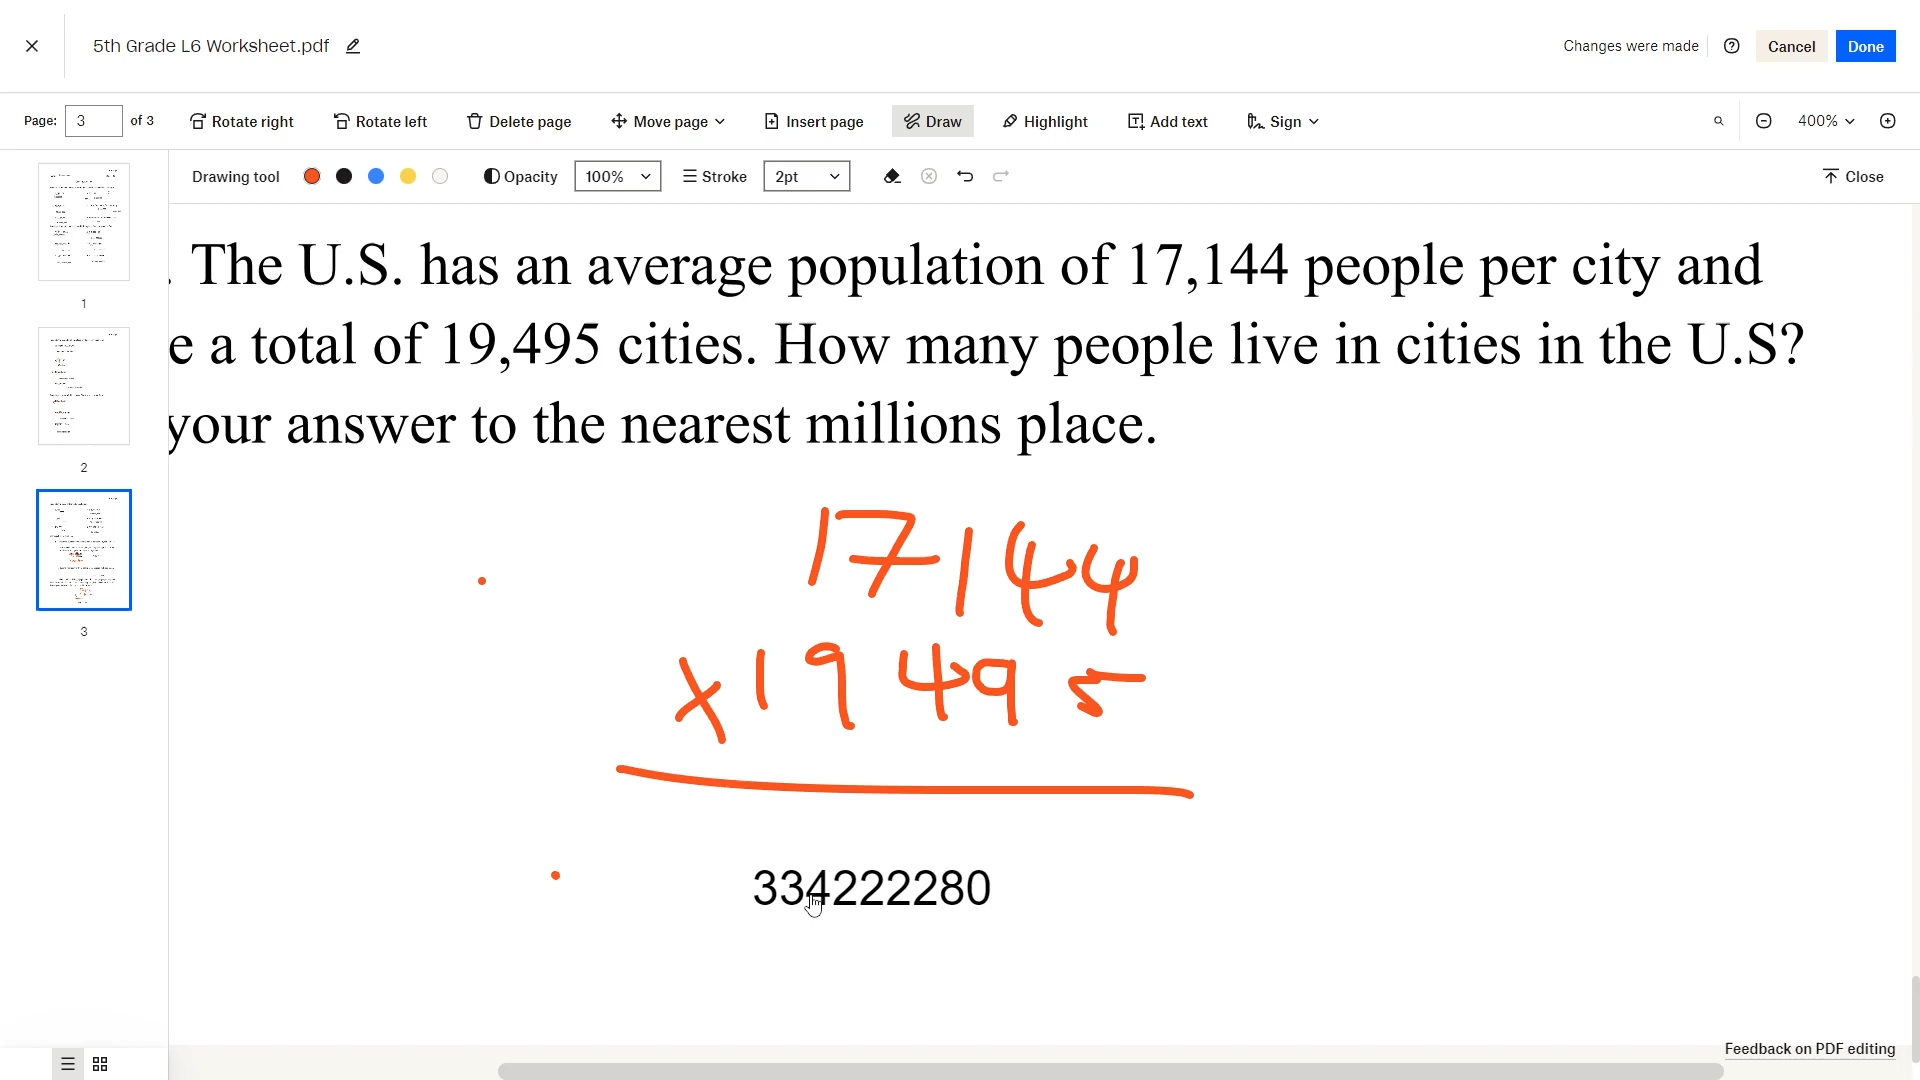 5th Grade L6 Worksheet.pdf
Changes were made
Cancel
Done
Page: 3 of 3
Rotate right
Rotate left
Delete page
Move page
Insert page
Draw
Highlight
Add text
Sign
400%
Drawing tool
Opacity
100%
Stroke
2pt
Close
. The U.S. has an average population of 17,144 people per city and
e a total of 19,495 cities. How many people live in cities in the U.S?
your answer to the nearest millions place.
17144
x19495
334222280
1
2
3
Feedback on PDF editing